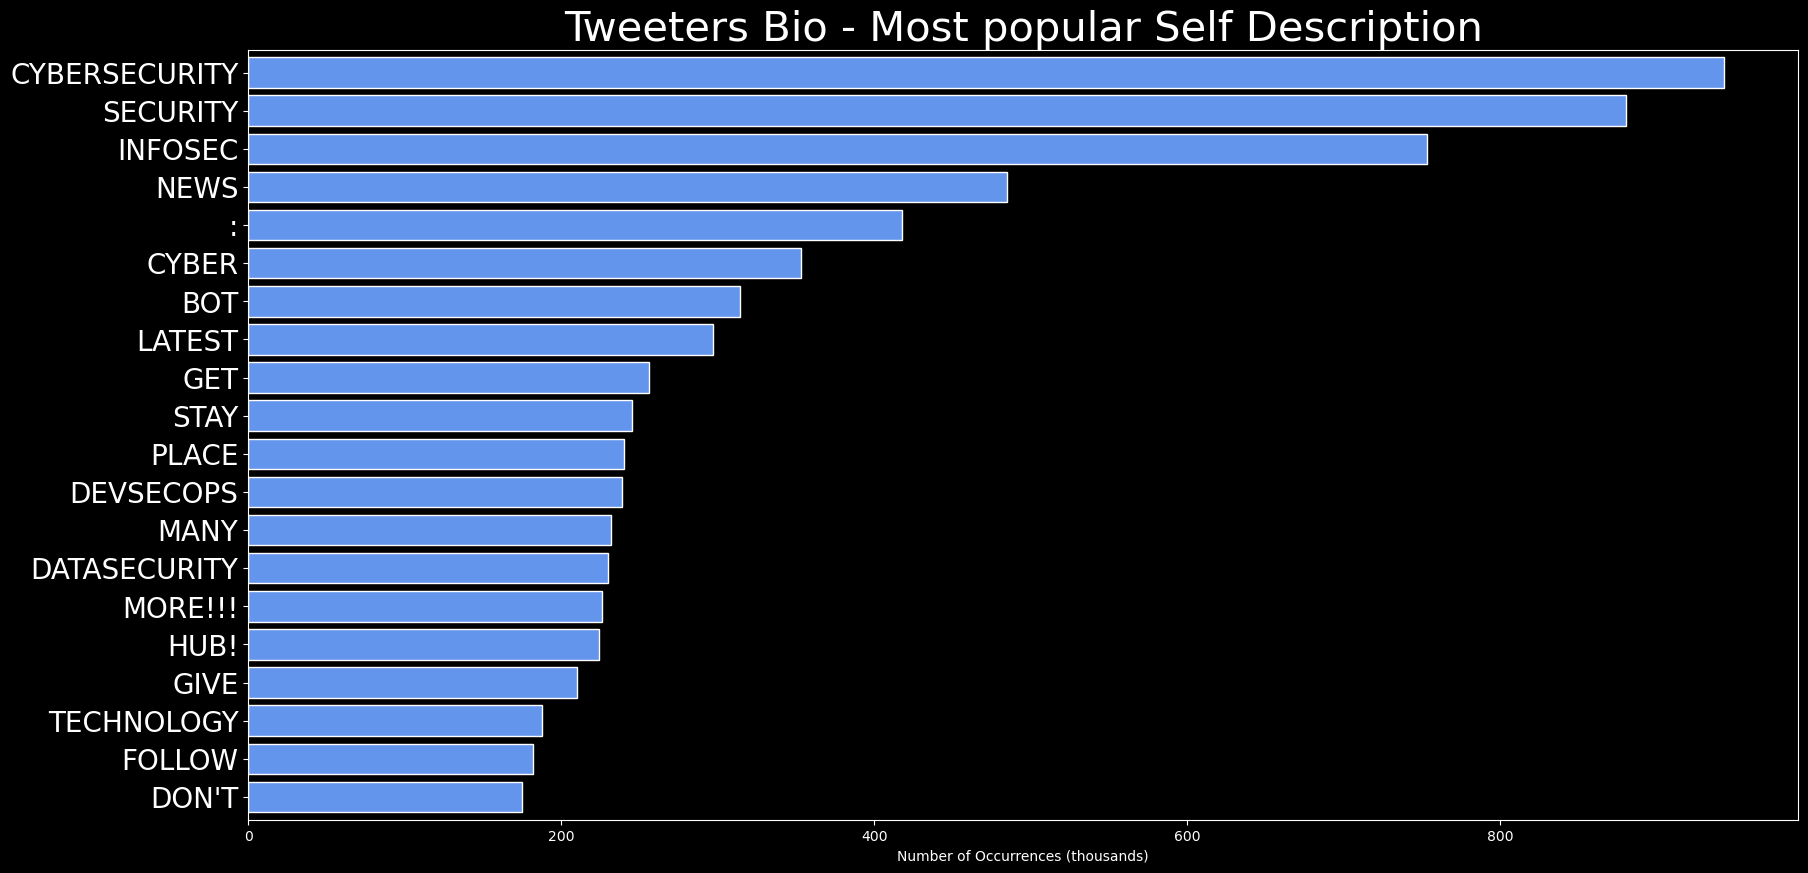 Tweeters Bio - Most popular Self Description
CYBERSECURITY
SECURITY
INFOSEC
NEWS
:
CYBER
BOT
LATEST
GET
STAY
PLACE
DEVSECOPS
MANY
DATASECURITY
MORE!!!
HUB!
GIVE
TECHNOLOGY
FOLLOW
DON'T
0 200 400 600 800
Number of Occurrences (thousands)